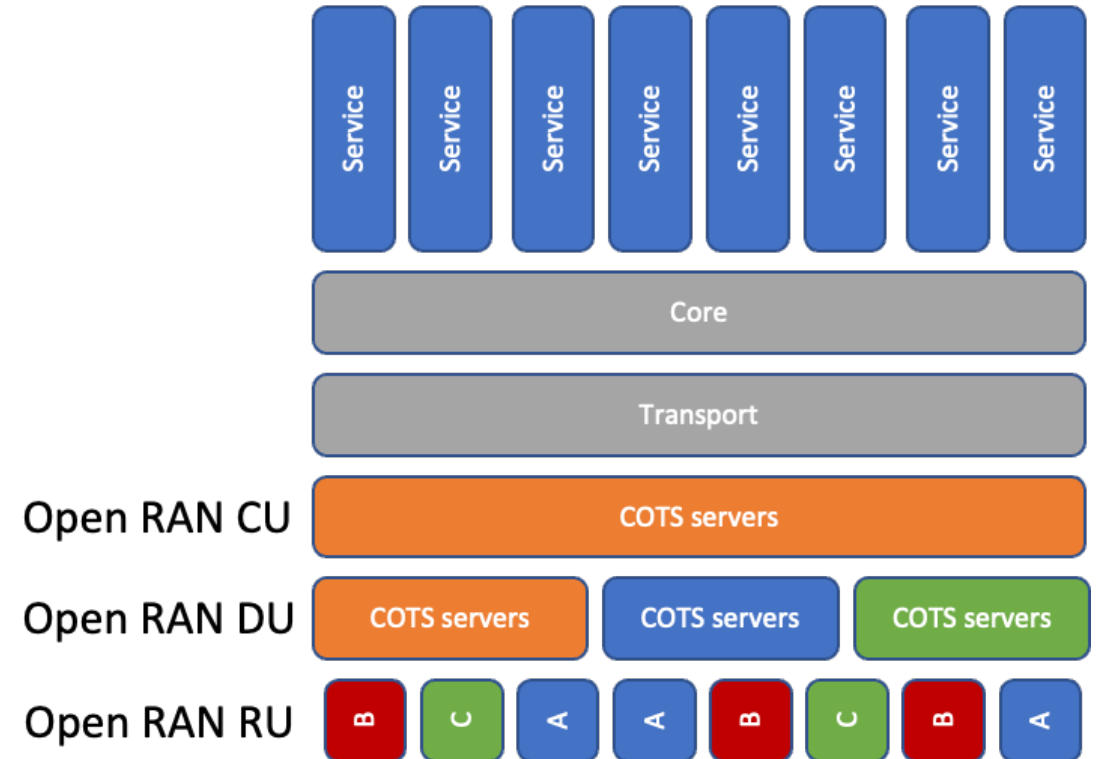 Service Service Service Service Service Service Service Service
Core
Transport
Open RAN CU COTS servers
Open RAN DU COTS servers COTS servers COTS servers
Open RAN RU B C A A B C B A